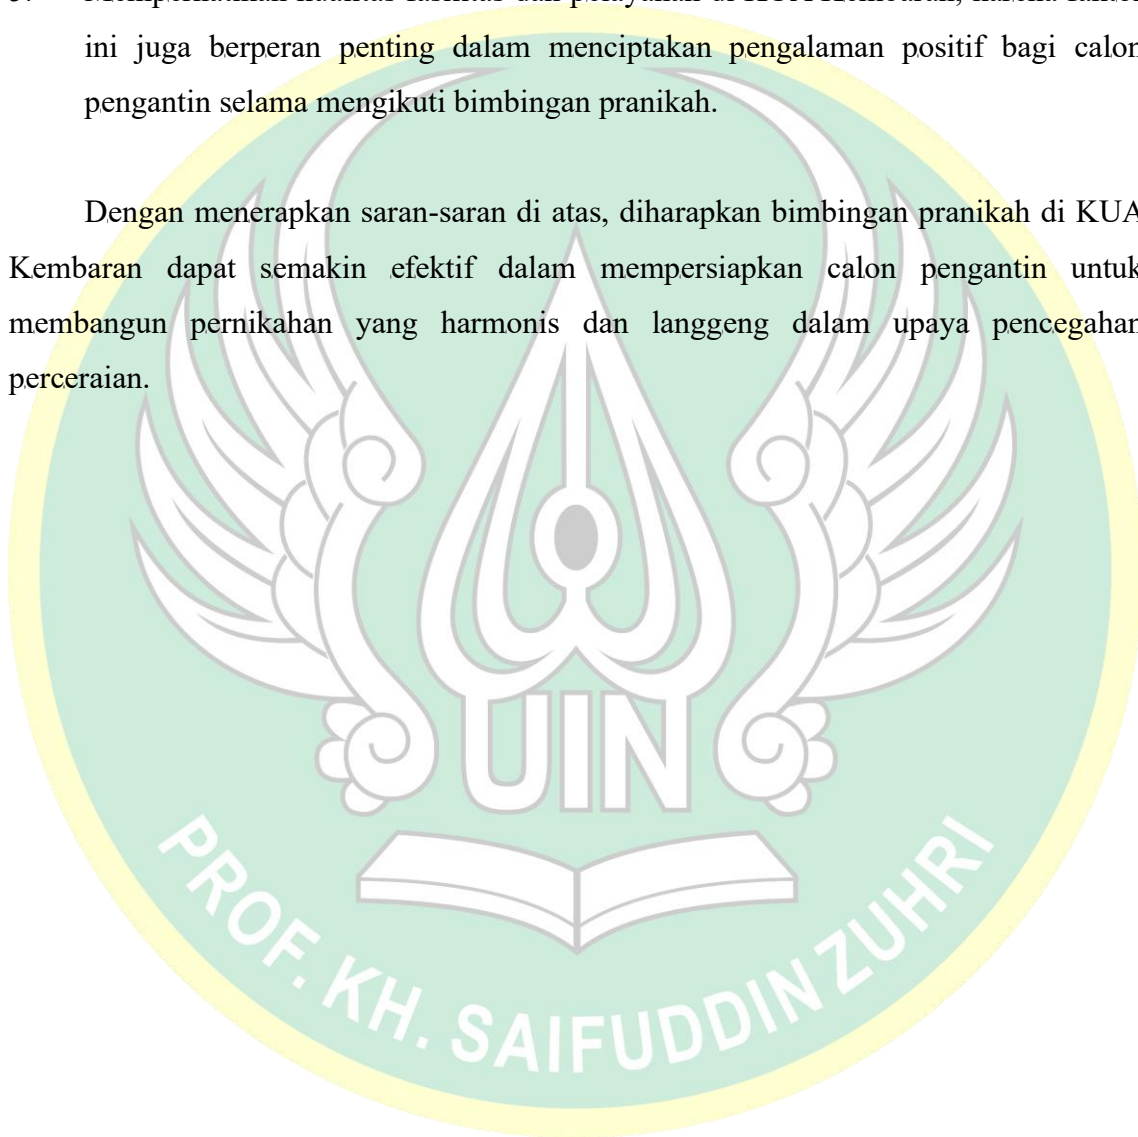 ini juga berperan penting dalam menciptakan pengalaman positif bagi calon
pengantin selama mengikuti bimbingan pranikah.
Dengan menerapkan saran-saran di atas, diharapkan bimbingan pranikah di KUA
Kembaran dapat semakin efektif dalam mempersiapkan calon pengantin untuk
membangun pernikahan yang harmonis dan langgeng dalam upaya pencegahan
perceraian.
UIN
PROF. KH. SAIFUDDIN ZUHRI